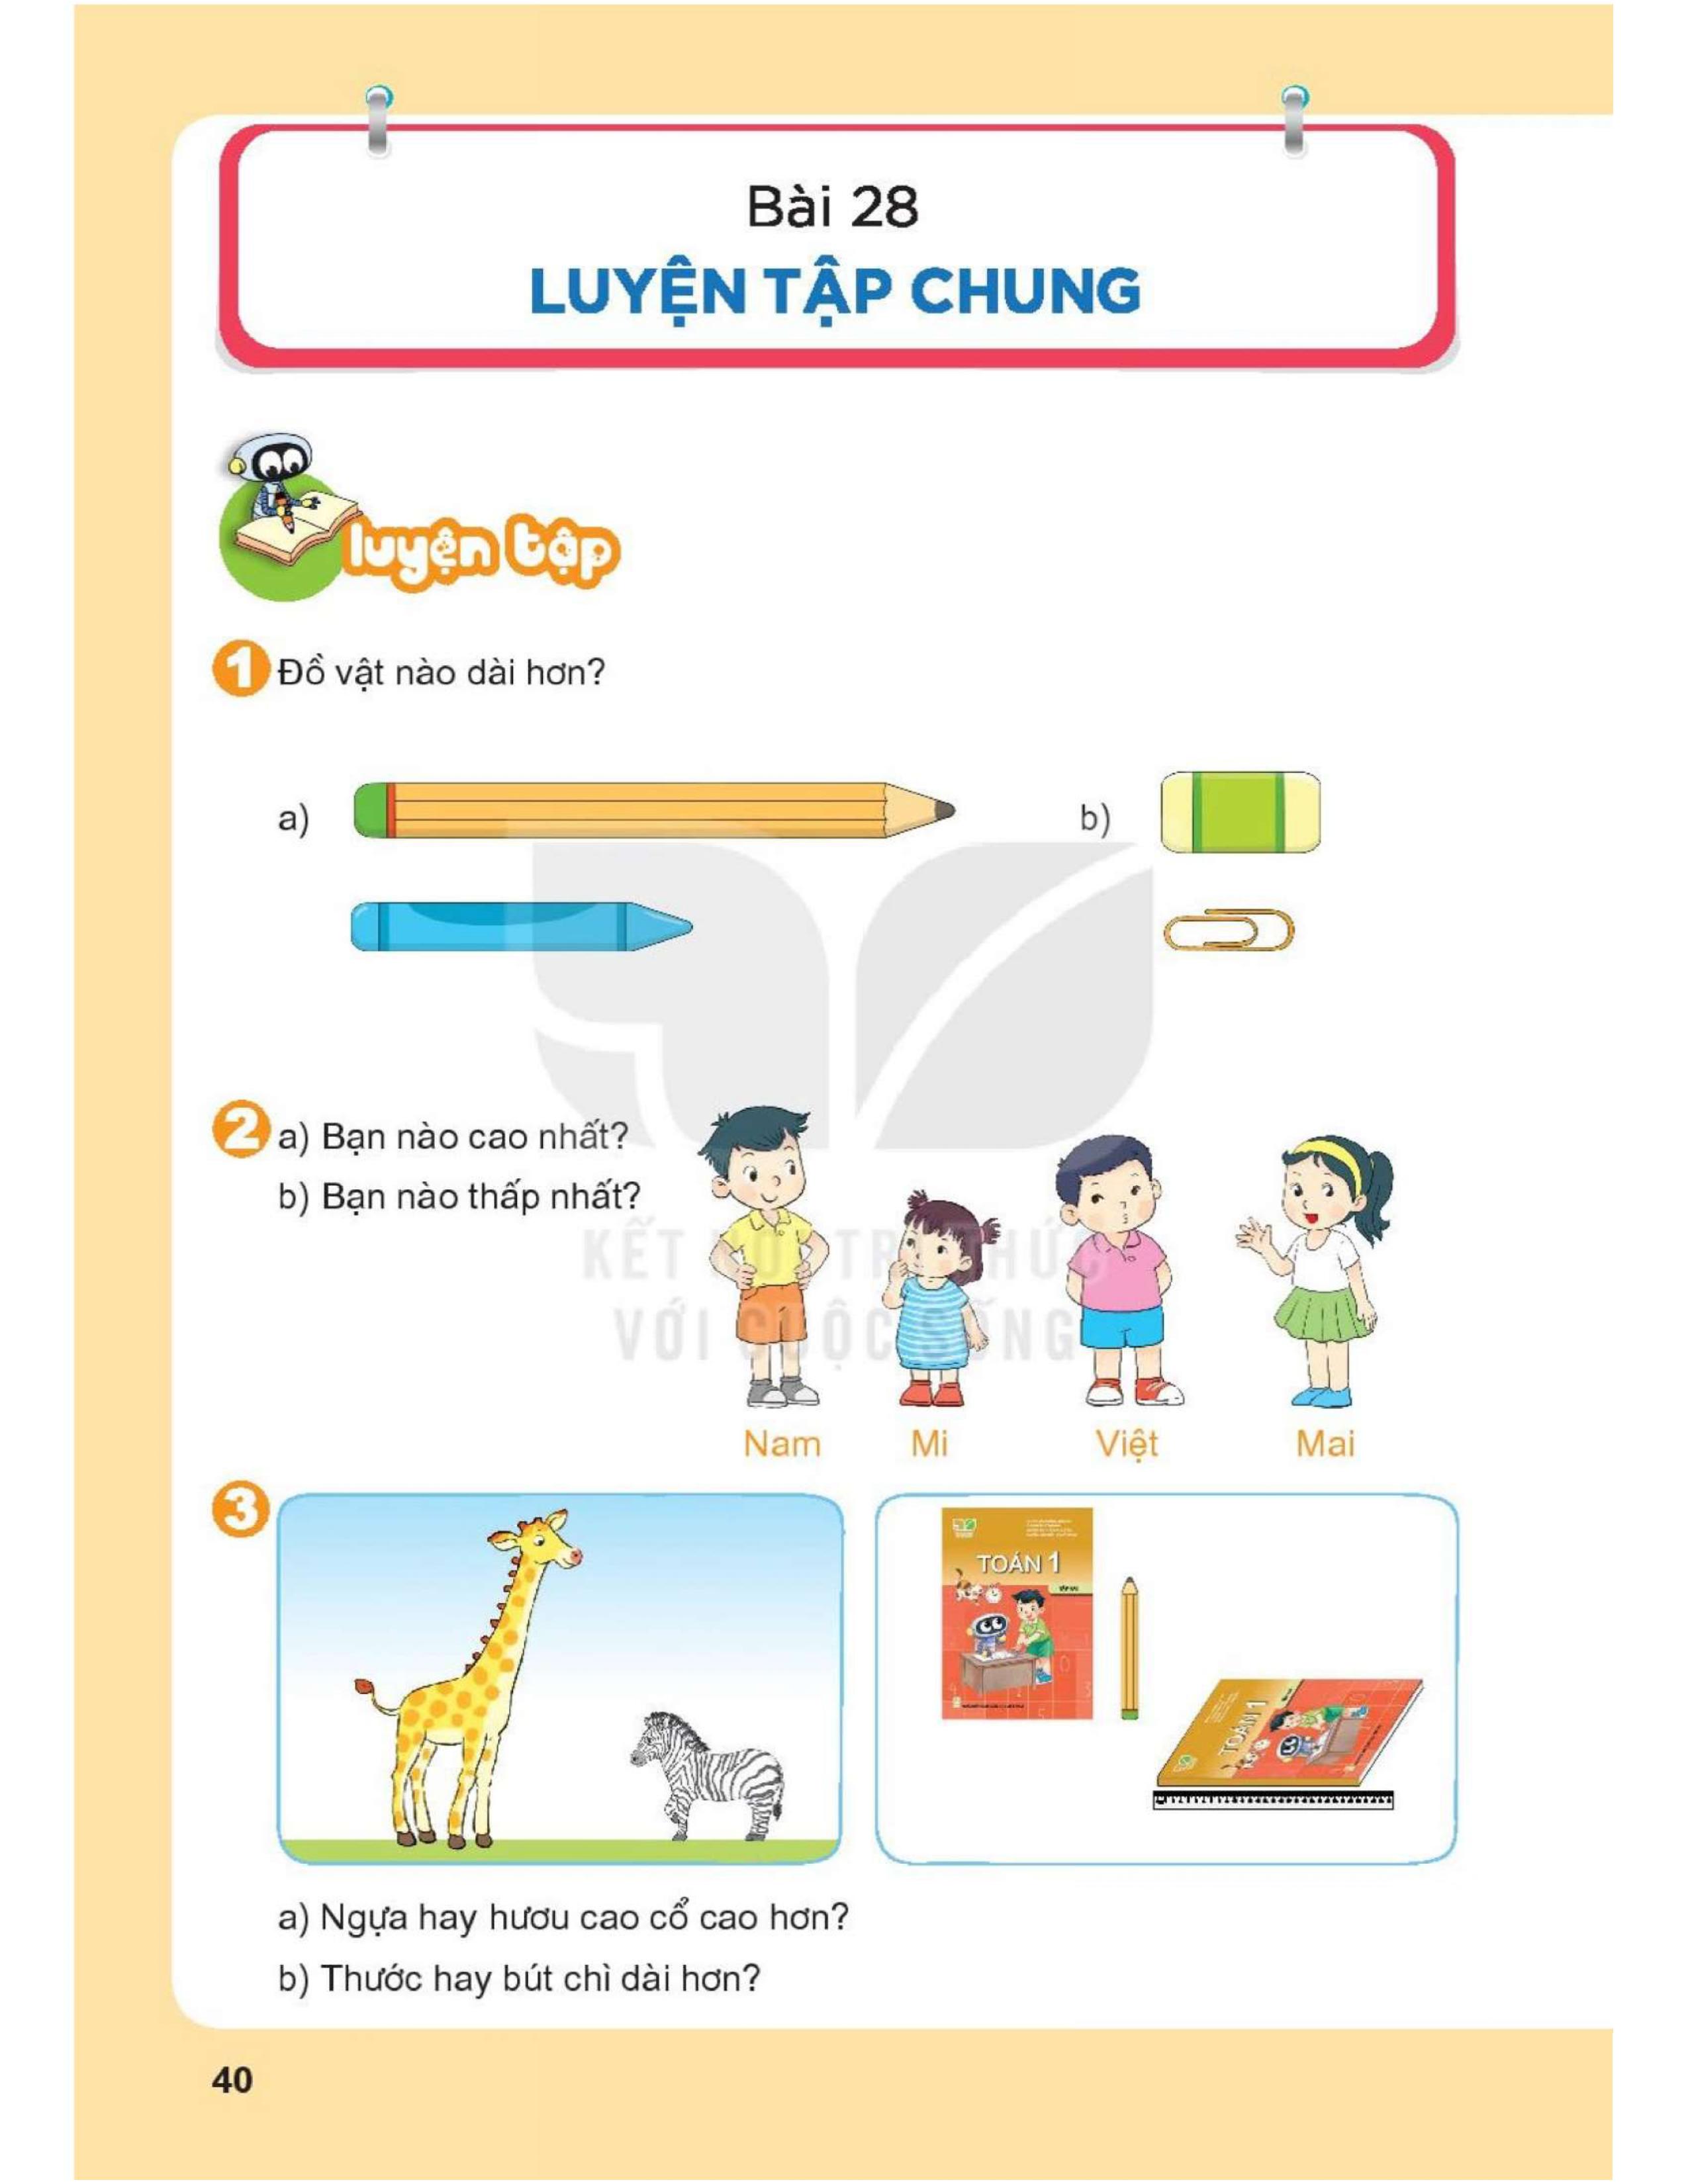 Bài 28
LUYỆN TẬP CHUNG
luyện tập
1 Đồ vật nào dài hơn?
a)
b)
2 a) Bạn nào cao nhất?
b) Bạn nào thấp nhất?
KẾT NỐI TRI THỨC
VỚI CUỘC SỐNG
Nam Mi Việt Mai
3
TOÁN 1
TOÁN 1
a) Ngựa hay hươu cao cổ cao hơn?
b) Thước hay bút chì dài hơn?
40